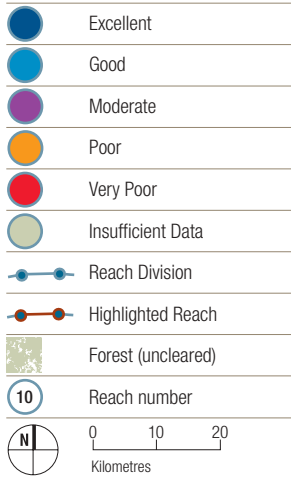 Excellent
Good
Moderate
Poor
Very Poor
Insufficient Data
Reach Division
Highlighted Reach
Forest (uncleared)
10 Reach number
N 0 10 20
Kilometres